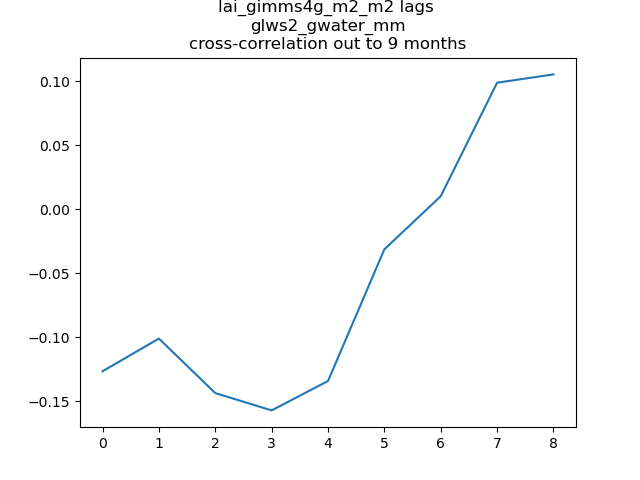 lai_gimms4g_m2_m2 lags
glws2_gwater_mm
cross-correlation out to 9 months
0.10
0.05
0.00
−0.05
−0.10
−0.15
0 1 2 3 4 5 6 7 8